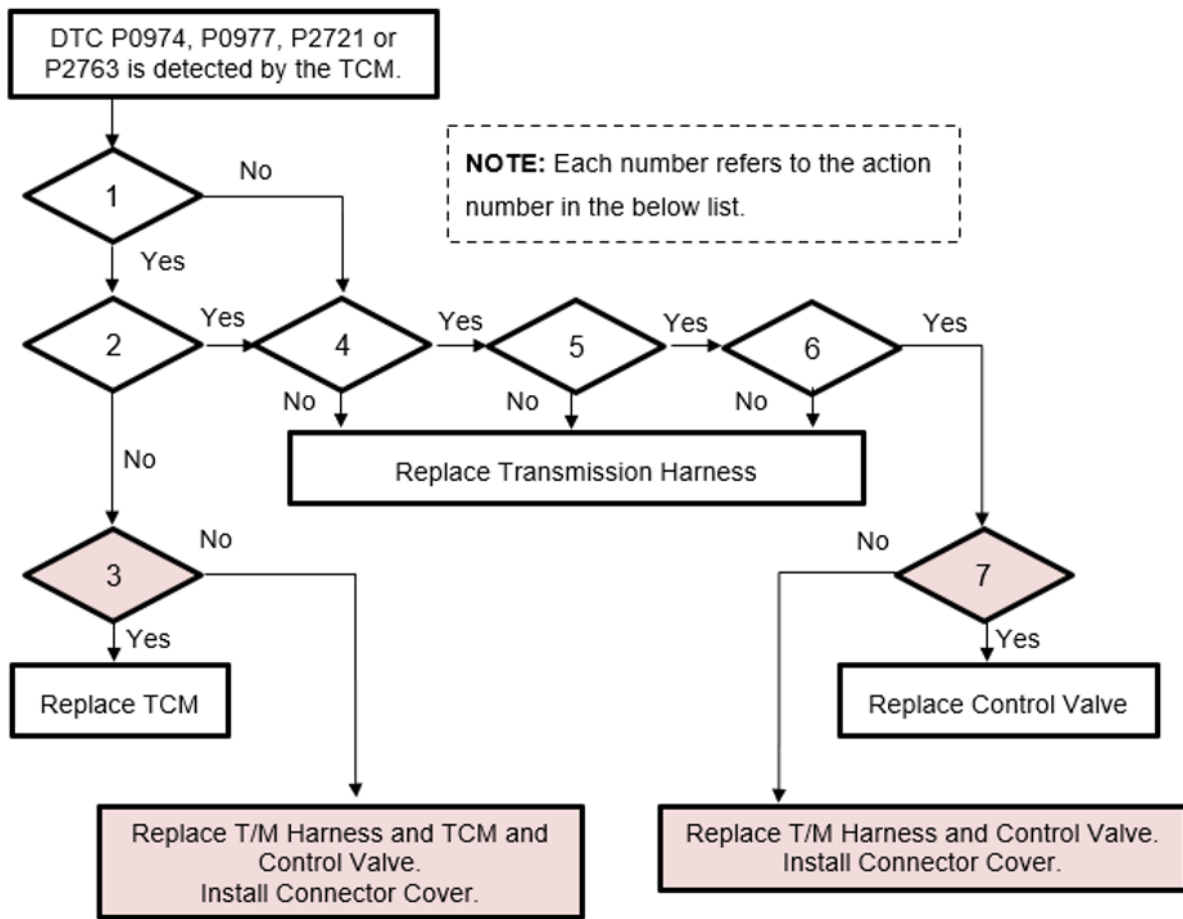 DTC P0974, P0977, P2721 or
P2763 is detected by the TCM.
NOTE: Each number refers to the action
number in the below list.
No
1
Yes
2
Yes
4
Yes
5
Yes
6
Yes
No
No
No
No
Replace Transmission Harness
3
No
Yes
No
7
Yes
Replace TCM
Replace Control Valve
Replace T/M Harness and TCM and
Control Valve.
Install Connector Cover.
Replace T/M Harness and Control Valve.
Install Connector Cover.